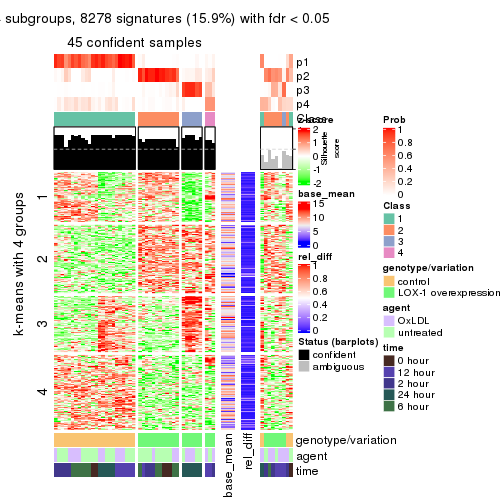 subgroups, 8278 signatures (15.9%) with fdr < 0.05
45 confident samples
p1
p2
p3
p4
Class
Silhouette
score
k-means with 4 groups
1
2
3
4
z-score
2
1
0
-1
-2
base_mean
15
10
5
0
rel_diff
1
0.8
0.6
0.4
0.2
0
Status (barplots)
confident
ambiguous
Prob
1
0.8
0.6
0.4
0.2
0
Class
1
2
3
4
genotype/variation
control
LOX-1 overexpression
agent
OxLDL
untreated
time
0 hour
12 hour
2 hour
24 hour
6 hour
genotype/variation
agent
time
base_mean
rel_diff